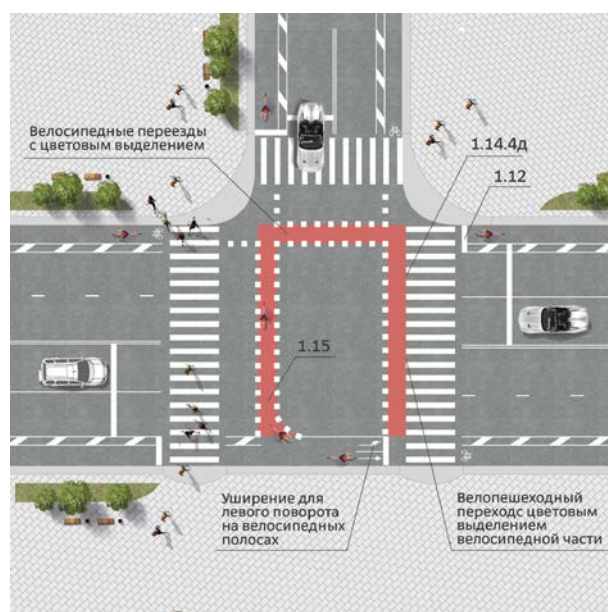 Велосипедные переезды
с цветовым выделением
1.14.4д
1.12
1.15
Уширение для
левого поворота
на велосипедных
полосах
Велопешеходный
переходс цветовым
выделением
велосипедной части